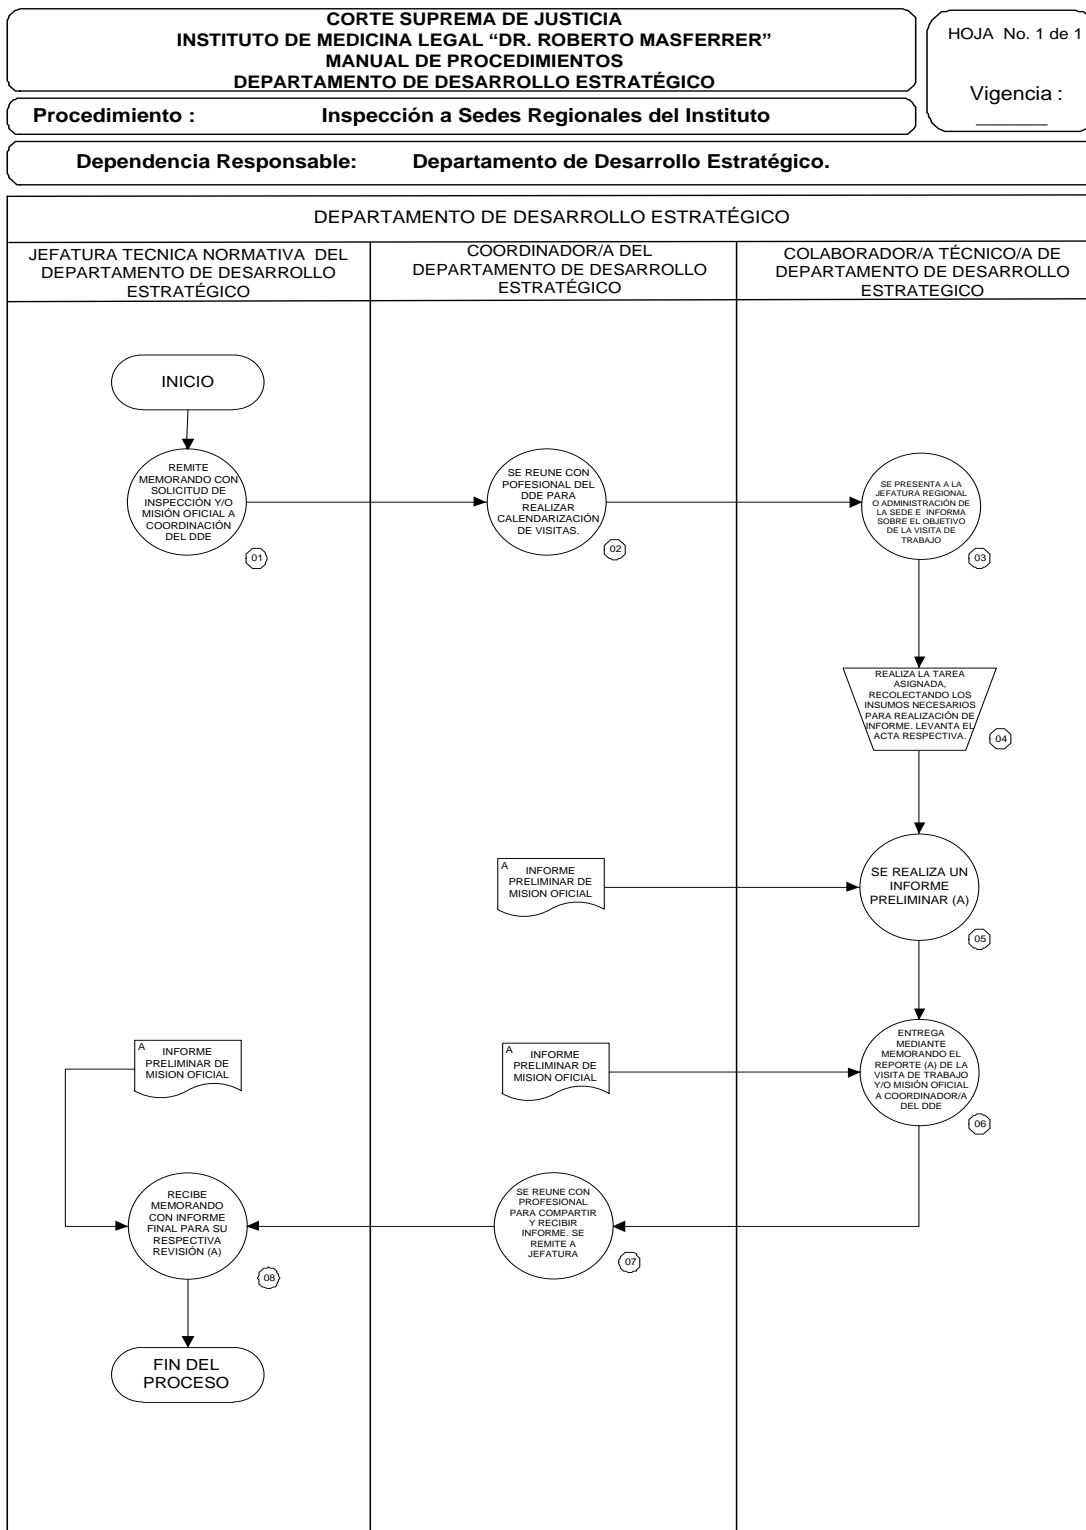 CORTE SUPREMA DE JUSTICIA
INSTITUTO DE MEDICINA LEGAL “DR. ROBERTO MASFERRER”
MANUAL DE PROCEDIMIENTOS
DEPARTAMENTO DE DESARROLLO ESTRATÉGICO
HOJA No. 1 de 1
Vigencia :
_______
Procedimiento : Inspección a Sedes Regionales del Instituto
Dependencia Responsable: Departamento de Desarrollo Estratégico.
DEPARTAMENTO DE DESARROLLO ESTRATÉGICO
JEFATURA TECNICA NORMATIVA DEL
DEPARTAMENTO DE DESARROLLO
ESTRATÉGICO
COORDINADOR/A DEL
DEPARTAMENTO DE DESARROLLO
ESTRATÉGICO
COLABORADOR/A TÉCNICO/A DE
DEPARTAMENTO DE DESARROLLO
ESTRATEGICO
INICIO
REMITE
MEMORANDO CON
SOLICITUD DE
INSPECCIÓN Y/O
MISIÓN OFICIAL A
COORDINACIÓN
DEL DDE
01
SE REUNE CON
POFESIONAL DEL
DDE PARA
REALIZAR
CALENDARIZACIÓN
DE VISITAS.
02
SE PRESENTA A LA
JEFATURA REGIONAL
O ADMINISTRACIÓN DE
LA SEDE E INFORMA
SOBRE EL OBJETIVO
DE LA VISITA DE
TRABAJO
03
REALIZA LA TAREA
ASIGNADA,
RECOLECTANDO LOS
INSUMOS NECESARIOS
PARA REALIZACIÓN DE
INFORME. LEVANTA EL
ACTA RESPECTIVA.
04
A
INFORME
PRELIMINAR DE
MISION OFICIAL
SE REALIZA UN
INFORME
PRELIMINAR (A)
05
A
INFORME
PRELIMINAR DE
MISION OFICIAL
A
INFORME
PRELIMINAR DE
MISION OFICIAL
ENTREGA
MEDIANTE
MEMORANDO EL
REPORTE (A) DE LA
VISITA DE TRABAJO
Y/O MISIÓN OFICIAL
A COORDINADOR/A
DEL DDE
06
RECIBE
MEMORANDO
CON INFORME
FINAL PARA SU
RESPECTIVA
REVISIÓN (A)
08
SE REUNE CON
PROFESIONAL
PARA COMPARTIR
Y RECIBIR
INFORME. SE
REMITE A
JEFATURA
07
FIN DEL
PROCESO